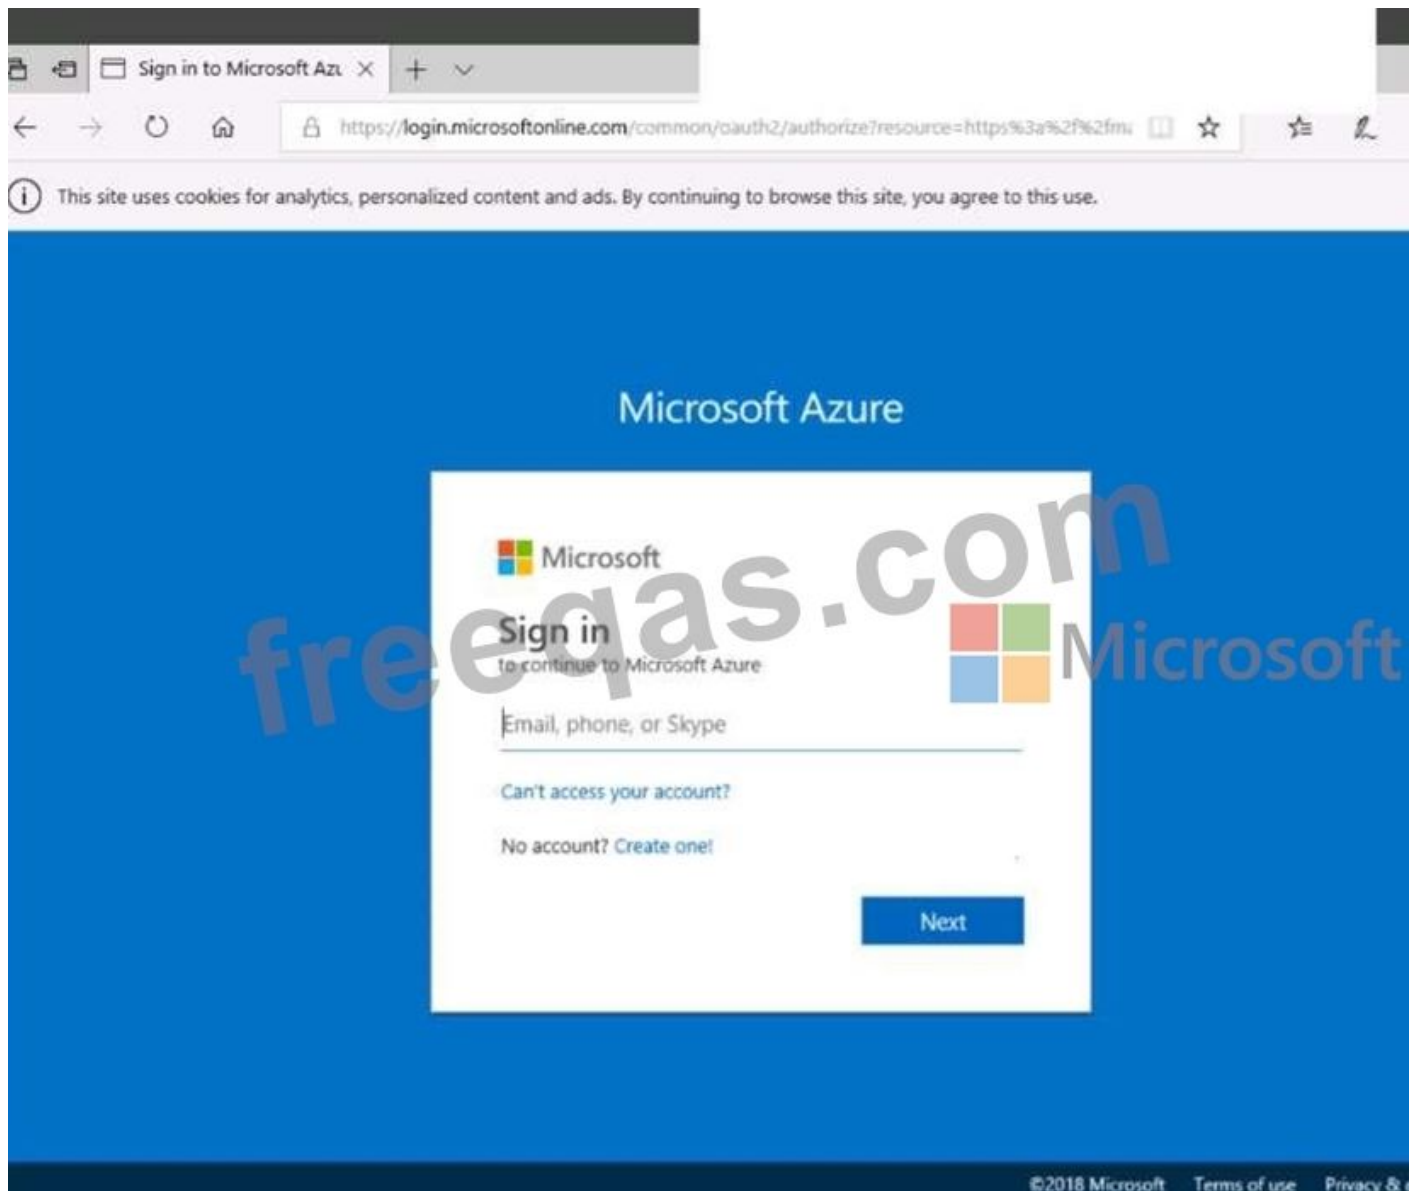 Sign in to Microsoft Azu
https://login.microsoftonline.com/common/oauth2/authorize?resource=https%3a%2f%2fma
This site uses cookies for analytics, personalized content and ads. By continuing to browse this site, you agree to this use.
Microsoft Azure
Microsoft
Sign in
to continue to Microsoft Azure
Email, phone, or Skype
Can't access your account?
No account? Create one!
Next
freeqas.com
Microsoft
©2018 Microsoft Terms of use Privacy &